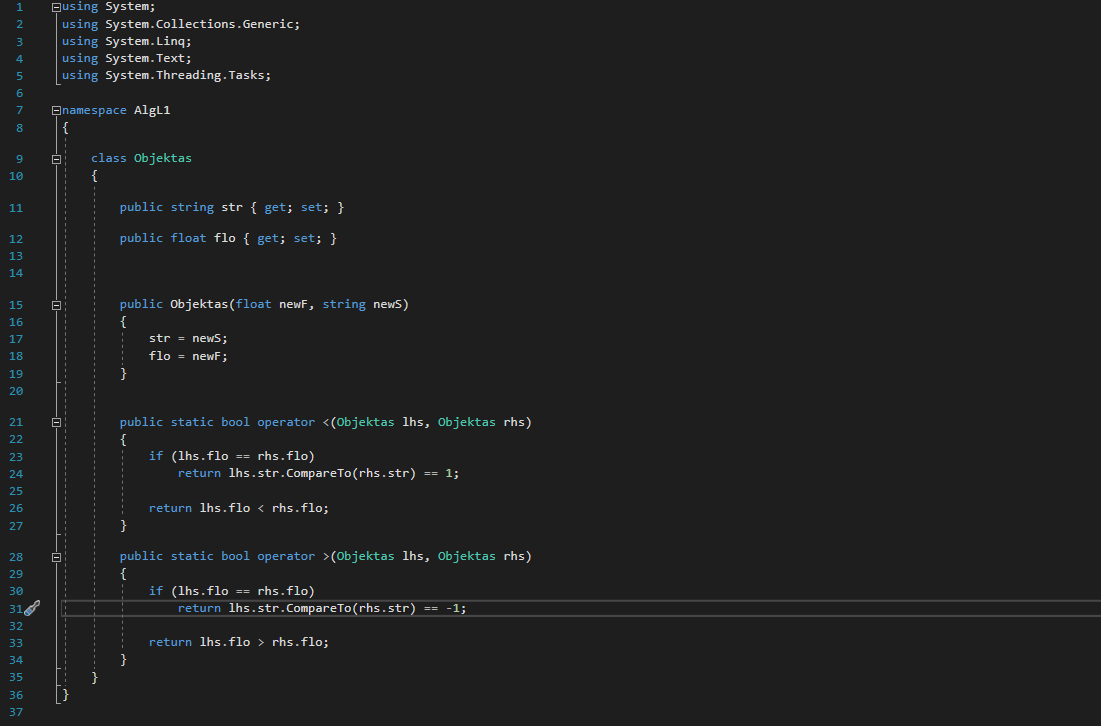 1 using System;
2 using System.Collections.Generic;
3 using System.Linq;
4 using System.Text;
5 using System.Threading.Tasks;
6
7 namespace AlgL1
8 {
9 class Objektas
10 {
11 public string str { get; set; }
12 public float flo { get; set; }
13
14
15 public Objektas(float newF, string newS)
16 {
17 str = newS;
18 flo = newF;
19 }
20
21 public static bool operator <(Objektas lhs, Objektas rhs)
22 {
23 if (lhs.flo == rhs.flo)
24 return lhs.str.CompareTo(rhs.str) == 1;
25
26 return lhs.flo < rhs.flo;
27 }
28 public static bool operator >(Objektas lhs, Objektas rhs)
29 {
30 if (lhs.flo == rhs.flo)
31 return lhs.str.CompareTo(rhs.str) == -1;
32
33 return lhs.flo > rhs.flo;
34 }
35 }
36 }
37